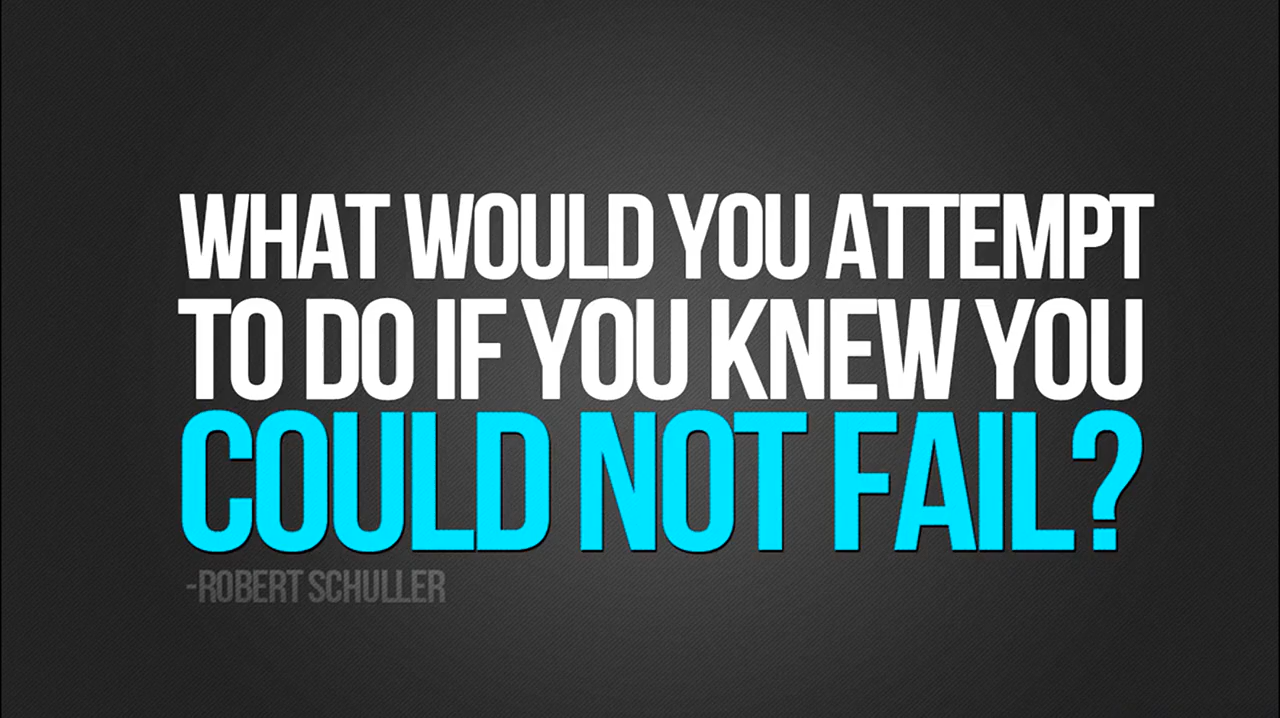 WHAT WOULD YOU ATTEMPT
TO DO IF YOU KNEW YOU
COULD NOT FAIL?
-ROBERT SCHULLER